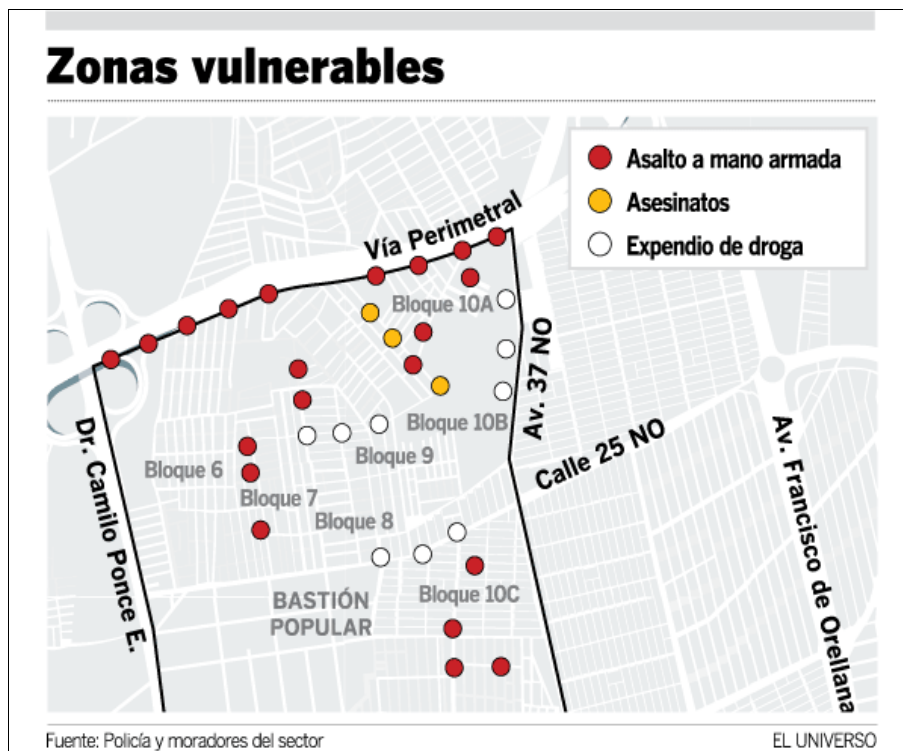 Zonas vulnerables
Asalto a mano armada
Asesinatos
Expendio de droga
Vía Perimetral
Bloque 10A
Av. 37 NO
Bloque 10B
Calle 25 NO
Av. Francisco de Orellana
Dr. Camilo Ponce E.
Bloque 6
Bloque 9
Bloque 7
Bloque 8
BASTIÓN
POPULAR
Bloque 10C
Fuente: Policía y moradores del sector
EL UNIVERSO